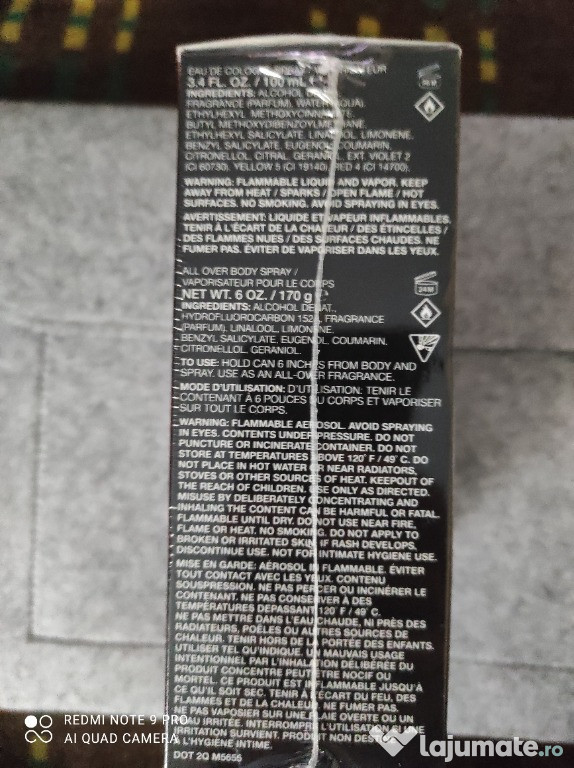 EAU DE COLOGNE
3.4 FL. OZ. / 100 mL
INGREDIENTS: ALCOHOL
FRAGRANCE (PARFUM), WATER (AQUA),
ETHYLHEXYL METHOXYCINNAMATE,
BUTYL METHOXYDIBENZOYLMETHANE,
ETHYLHEXYL SALICYLATE, LINALOOL, LIMONENE,
BENZYL SALICYLATE, EUGENOL, COUMARIN,
CITRONELLOL, CITRAL, GERANIOL, EXT. VIOLET 2
(CI 60730), YELLOW 5 (CI 19140), RED 4 (CI 14700).
WARNING: FLAMMABLE LIQUID AND VAPOR. KEEP
AWAY FROM HEAT / SPARKS / OPEN FLAME / HOT
SURFACES. NO SMOKING. AVOID SPRAYING IN EYES.
AVERTISSEMENT: LIQUIDE ET VAPEUR INFLAMMABLES.
TENIR À L'ÉCART DE LA CHALEUR / DES ÉTINCELLES /
DES FLAMMES NUES / DES SURFACES CHAUDES. NE
FUMER PAS. ÉVITER DE VAPORISER DANS LES YEUX.
ALL OVER BODY SPRAY /
VAPORISATEUR POUR LE CORPS
NET WT. 6 OZ. / 170 g e
24M
INGREDIENTS: ALCOHOL DENAT.,
HYDROFLUOROCARBON 152A, FRAGRANCE
(PARFUM), LINALOOL, LIMONENE,
BENZYL SALICYLATE, EUGENOL, COUMARIN,
CITRONELLOL, GERANIOL.
TO USE: HOLD CAN 6 INCHES FROM BODY AND
SPRAY. USE AS AN ALL-OVER FRAGRANCE.
MODE D'UTILISATION: D'UTILISATION: TENIR LE
CONTENANT À 6 POUCES DU CORPS ET VAPORISER
SUR TOUT LE CORPS.
WARNING: FLAMMABLE AEROSOL. AVOID SPRAYING
IN EYES. CONTENTS UNDER PRESSURE. DO NOT
PUNCTURE OR INCINERATE CONTAINER. DO NOT
STORE AT TEMPERATURES ABOVE 120° F / 49° C. DO
NOT PLACE IN HOT WATER OR NEAR RADIATORS,
STOVES OR OTHER SOURCES OF HEAT. KEEP OUT OF
THE REACH OF CHILDREN. USE ONLY AS DIRECTED.
MISUSE BY DELIBERATELY CONCENTRATING AND
INHALING THE CONTENT CAN BE HARMFUL OR FATAL.
FLAMMABLE UNTIL DRY. DO NOT USE NEAR FIRE,
FLAME OR HEAT. NO SMOKING. DO NOT APPLY TO
BROKEN OR IRRITATED SKIN. IF RASH DEVELOPS,
DISCONTINUE USE. NOT FOR INTIMATE HYGIENE USE.
MISE EN GARDE: AÉROSOL INFLAMMABLE. ÉVITER
TOUT CONTACT AVEC LES YEUX. CONTENU
SOUSPRESSION. NE PAS PERCER OU INCINÉRER LE
CONTENANT. NE PAS CONSERVER À DES
TEMPÉRATURES DEPASSANT 120° F / 49° C.
NE PAS METTRE DANS L'EAU CHAUDE, NI PRÈS DES
RADIATEURS, POÊLES OU AUTRES SOURCES DE
CHALEUR. TENIR HORS DE LA PORTÉE DES ENFANTS.
UTILISER TEL QU'INDIQUE. UN MAUVAIS USAGE
INTENTIONNEL PAR L'INHALATION DÉLIBÉRÉE DU
PRODUIT CONCENTRE PEUT ÊTRE NOCIF OU
MORTEL. CE PRODUIT EST INFLAMMABLE JUSQU'À
CE QU'IL SOIT SEC. TENIR À L'ÉCART DU FEU, DES
FLAMMES ET DE LA CHALEUR. NE FUMER PAS.
NE PAS VAPORISER SUR UNE PLAIE OUVERTE OU UN
PEAU IRRITÉE. INTERROMPRE L'UTILISATION SI UNE
IRRITATION SURVIENT. PRODUIT NON DESTINÉ
À L'HYGIÈNE INTIME.
DOT 2Q M5655
REDMI NOTE 9 PRO
AI QUAD CAMERA
lajumate.ro